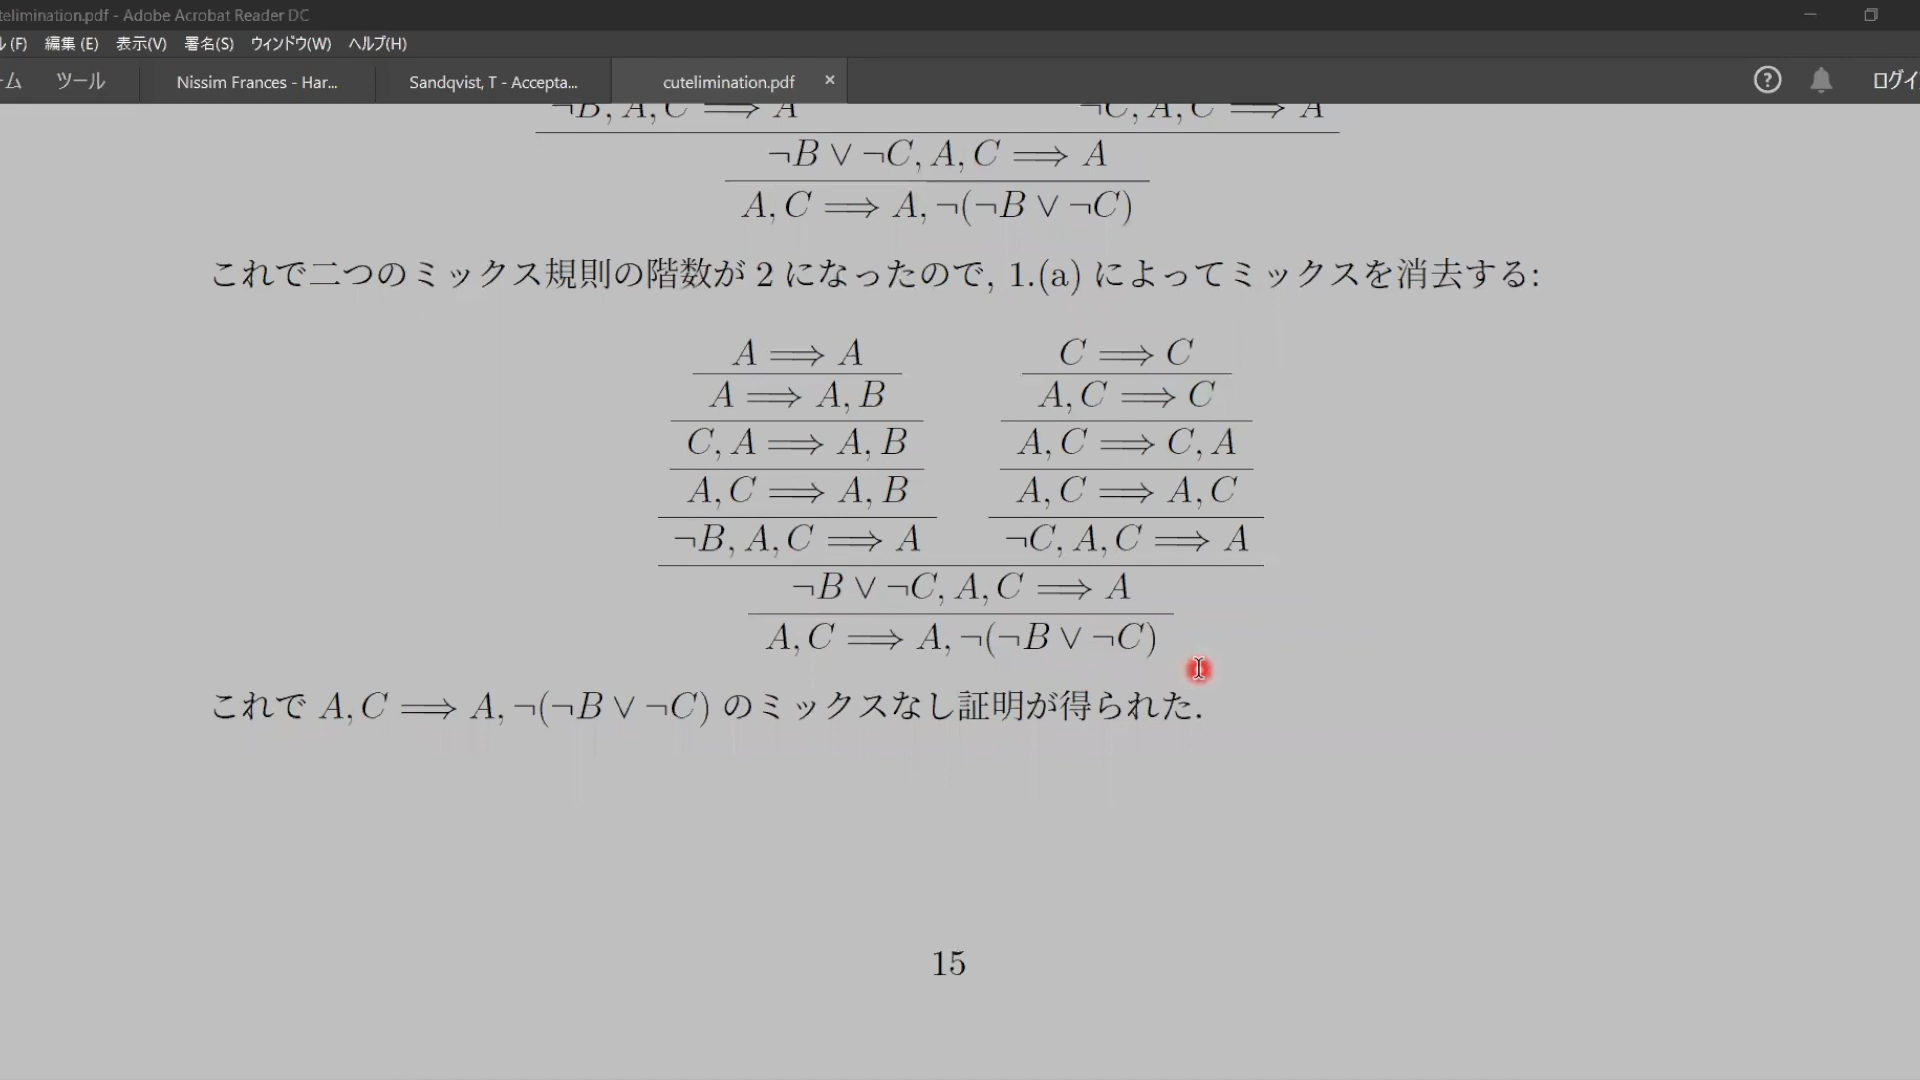 telimination.pdf - Adobe Acrobat Reader DC
ル(F) 編集(E) 表示(V) 署名(S) ウィンドウ(W) ヘルプ(H)
ーム ツール Nissim Frances - Har... Sandqvist, T - Accepta... cutelimination.pdf × ? ログイ
¬B, A, C ⟹ A ¬C, A, C ⟹ A
¬B ∨ ¬C, A, C ⟹ A
A, C ⟹ A, ¬(¬B ∨ ¬C)
これで二つのミックス規則の階数が 2 になったので, 1.(a) によってミックスを消去する:
A ⟹ A C ⟹ C
A ⟹ A, B A, C ⟹ C
C, A ⟹ A, B A, C ⟹ C, A
A, C ⟹ A, B A, C ⟹ A, C
¬B, A, C ⟹ A ¬C, A, C ⟹ A
¬B ∨ ¬C, A, C ⟹ A
A, C ⟹ A, ¬(¬B ∨ ¬C)
これで A, C ⟹ A, ¬(¬B ∨ ¬C) のミックスなし証明が得られた.
15